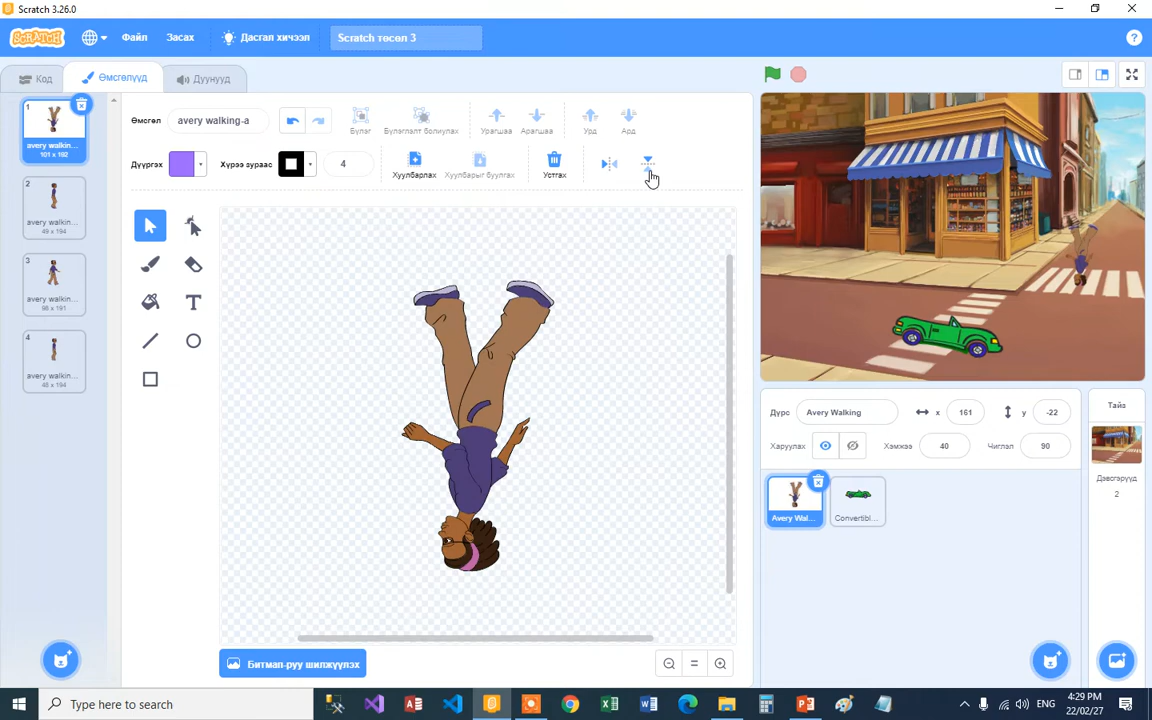 Scratch 3.26.0
SCRATCH
Файл
Засах
Дасгал хичээл
Scratch төсөл 3
Код
Өмсгөлүүд
Дуунууд
Өмсгөл
avery walking-a
Бүлэг
Бүлэглэлт болиулах
Урагшаа
Арагшаа
Урд
Ард
Дүүргэх
Хүрээ зураас
4
Хуулбарлах
Хуулбарыг буулгах
Устгах
1
avery walkin...
101 x 192
2
avery walkin...
49 x 194
3
avery walkin...
98 x 191
4
avery walkin...
48 x 194
Битмап-руу шилжүүлэх
Дүрс
Avery Walking
x
161
y
-22
Харуулах
Хэмжээ
40
Чиглэл
90
Avery Wal...
Convertibl...
Тайз
Дэвсгэрүүд
2
Type here to search
ENG
4:29 PM
22/02/27